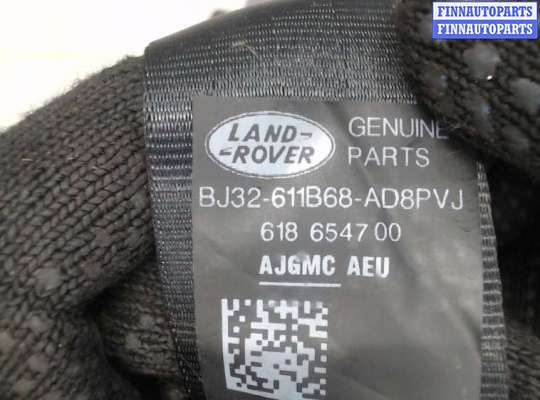 FINNAUTOPARTS
FINNAUTOPARTS
LAND-
-ROVER
GENUINE
PARTS
BJ32-611B68-AD8PVJ
618 654700
AJGMC AEU